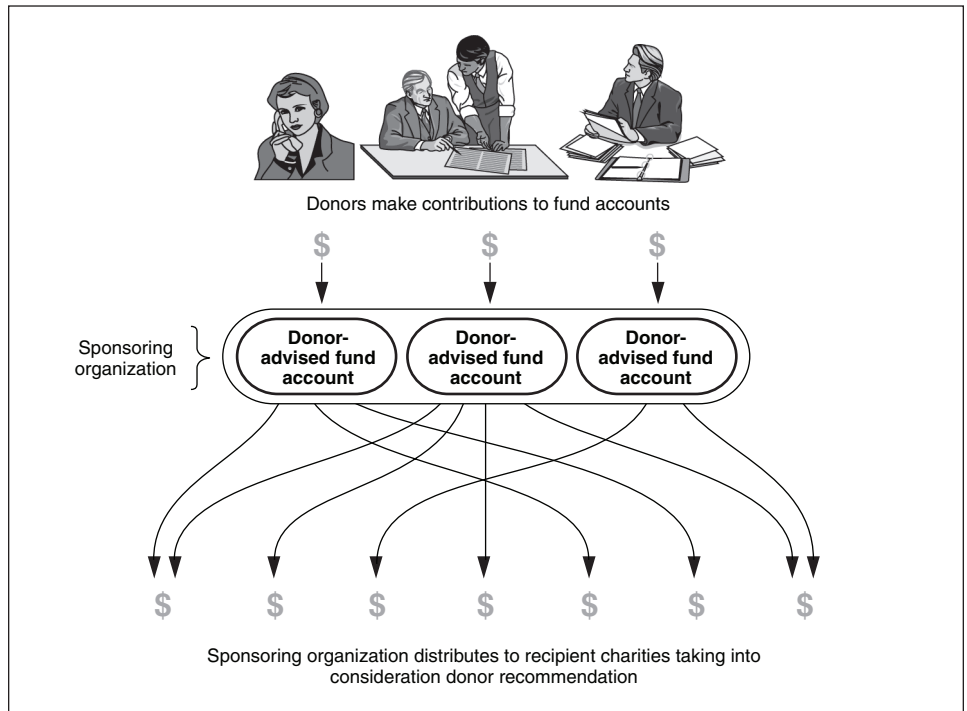 Donors make contributions to fund accounts
$ $ $
Sponsoring
organization
Donor-
advised fund
account
Donor-
advised fund
account
Donor-
advised fund
account
$ $ $ $ $ $ $
Sponsoring organization distributes to recipient charities taking into
consideration donor recommendation